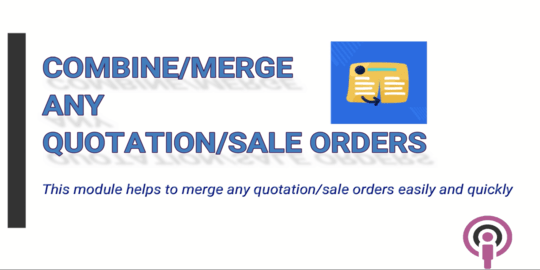 COMBINE/MERGE
ANY
QUOTATION/SALE ORDERS
This module helps to merge any quotation/sale orders easily and quickly